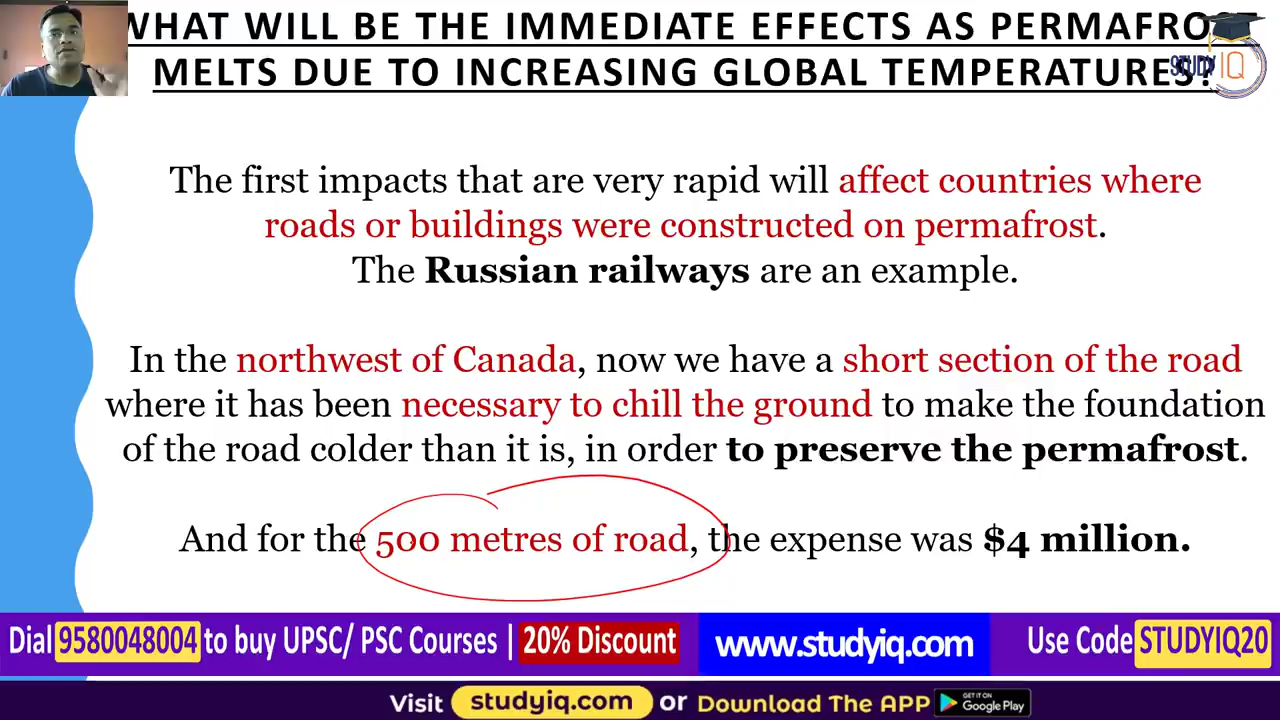 WHAT WILL BE THE IMMEDIATE EFFECTS AS PERMAFROST
MELTS DUE TO INCREASING GLOBAL TEMPERATURES?
STUDY IQ
The first impacts that are very rapid will affect countries where
roads or buildings were constructed on permafrost.
The Russian railways are an example.
In the northwest of Canada, now we have a short section of the road
where it has been necessary to chill the ground to make the foundation
of the road colder than it is, in order to preserve the permafrost.
And for the 500 metres of road, the expense was $4 million.
Dial 9580048004 to buy UPSC/ PSC Courses | 20% Discount www.studyiq.com Use Code STUDYIQ20
Visit studyiq.com or Download The APP GET IT ON Google Play